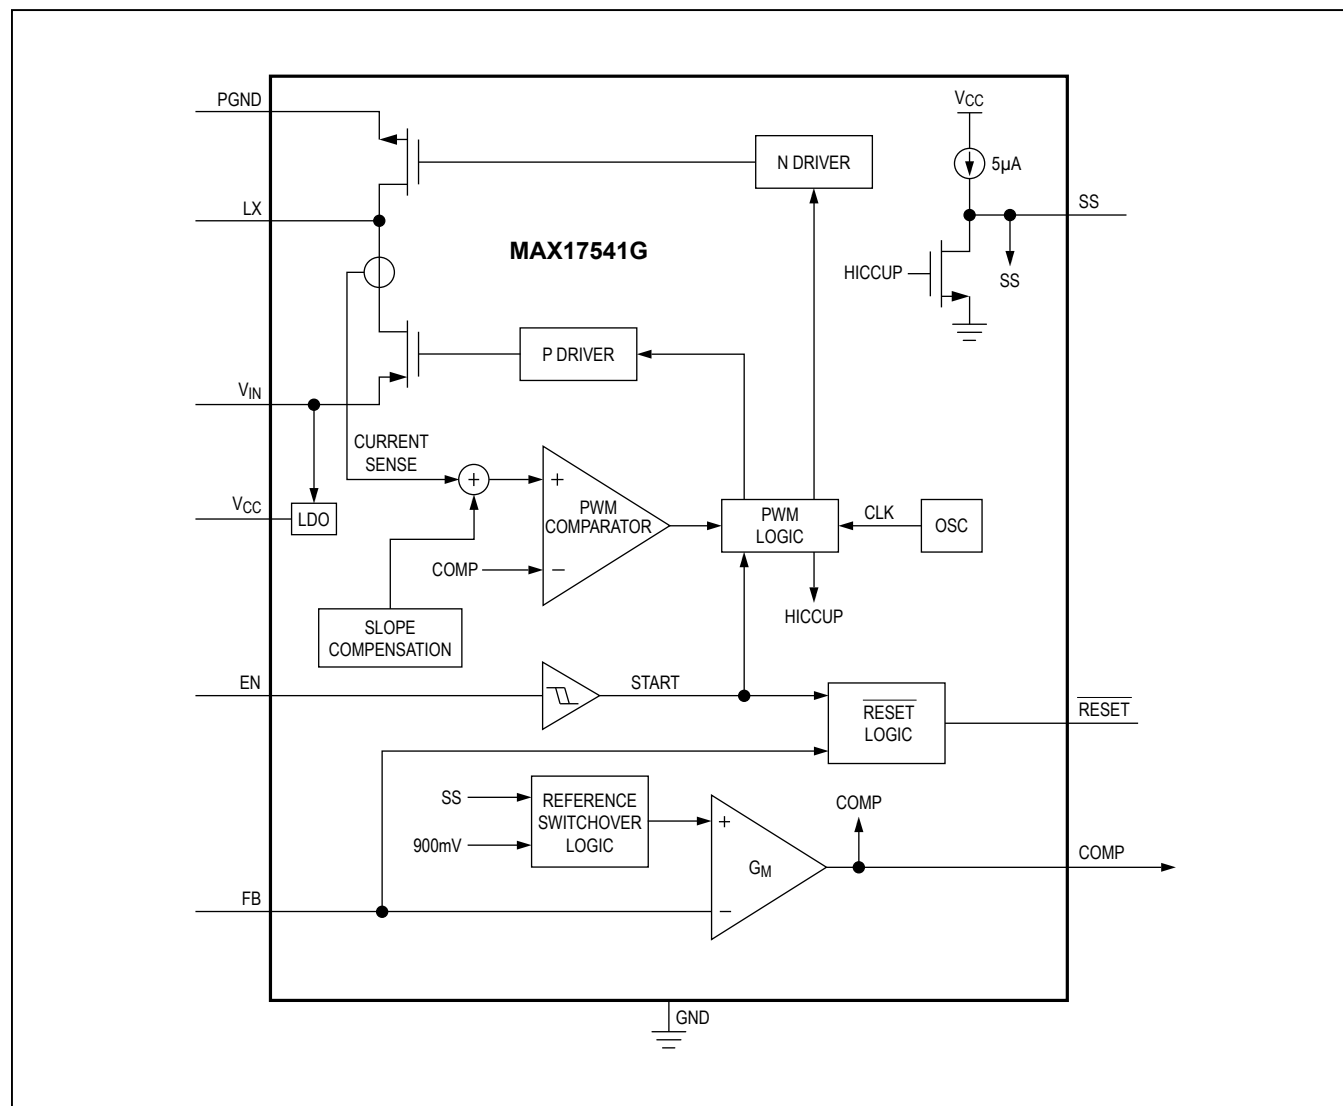 PGND
VCC
N DRIVER
5µA
SS
LX
MAX17541G
HICCUP
SS
P DRIVER
VIN
CURRENT
SENSE
+
+
PWM
COMPARATOR
VCC
LDO
PWM
LOGIC
CLK
OSC
COMP
−
HICCUP
SLOPE
COMPENSATION
EN
START
RESET
LOGIC
RESET
SS
REFERENCE
SWITCHOVER
LOGIC
900mV
+
COMP
GM
COMP
FB
−
GND